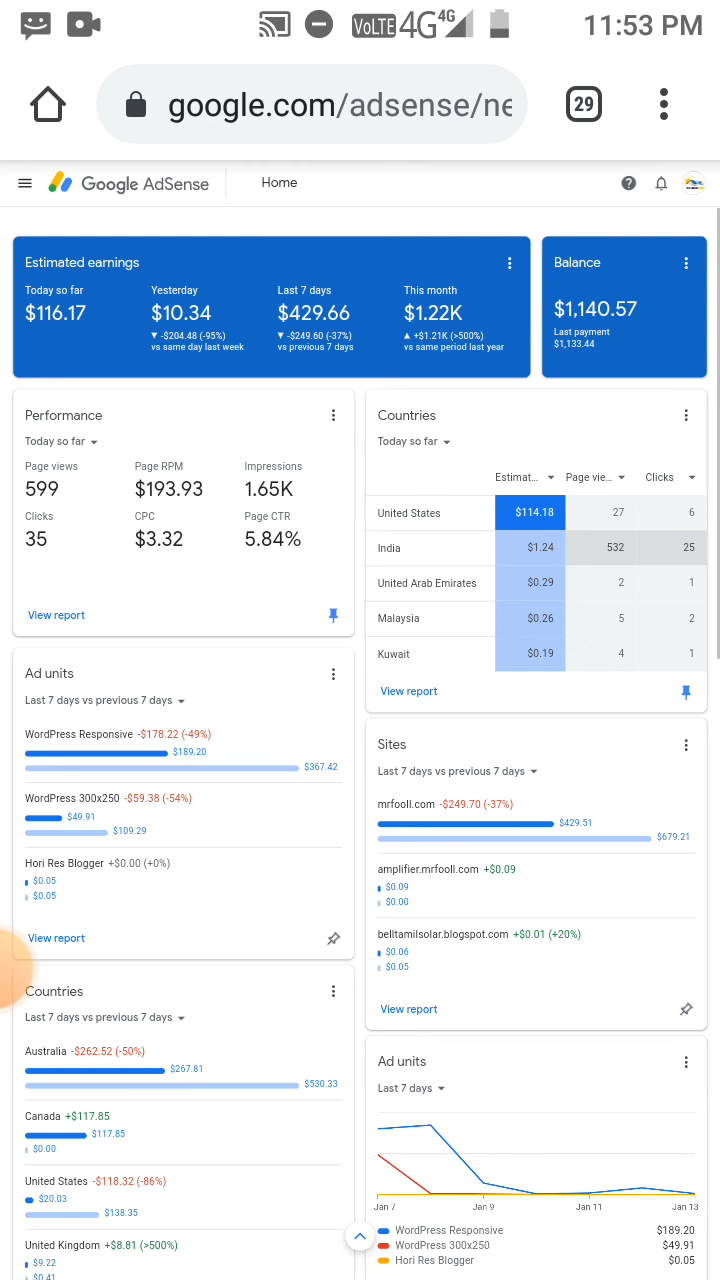 VoLTE 4G 4G 11:53 PM
google.com/adsense/ne
29
Google AdSense
Home
Estimated earnings
Today so far
$116.17
Yesterday
$10.34
▼ -$204.48 (-95%)
vs same day last week
Last 7 days
$429.66
▼ -$249.60 (-37%)
vs previous 7 days
This month
$1.22K
▲ +$1.21K (>500%)
vs same period last year
Balance
$1,140.57
Last payment
$1,133.44
Performance
Today so far
Page views
599
Page RPM
$193.93
Impressions
1.65K
Clicks
35
CPC
$3.32
Page CTR
5.84%
View report
Countries
Today so far
Estimat... Page vie... Clicks
United States $114.18 27 6
India $1.24 532 25
United Arab Emirates $0.29 2 1
Malaysia $0.26 5 2
Kuwait $0.19 4 1
View report
Ad units
Last 7 days vs previous 7 days
WordPress Responsive -$178.22 (-49%)
$189.20
$367.42
WordPress 300x250 -$59.38 (-54%)
$49.91
$109.29
Hori Res Blogger +$0.00 (+0%)
$0.05
$0.05
View report
Sites
Last 7 days vs previous 7 days
mrfooll.com -$249.70 (-37%)
$429.51
$679.21
amplifier.mrfooll.com +$0.09
$0.09
$0.00
belltamilsolar.blogspot.com +$0.01 (+20%)
$0.06
$0.05
View report
Countries
Last 7 days vs previous 7 days
Australia -$262.52 (-50%)
$267.81
$530.33
Canada +$117.85
$117.85
$0.00
United States -$118.32 (-86%)
$20.03
$138.35
United Kingdom +$8.81 (>500%)
$9.22
$0.41
Ad units
Last 7 days
Jan 7 Jan 9 Jan 11 Jan 13
WordPress Responsive $189.20
WordPress 300x250 $49.91
Hori Res Blogger $0.05